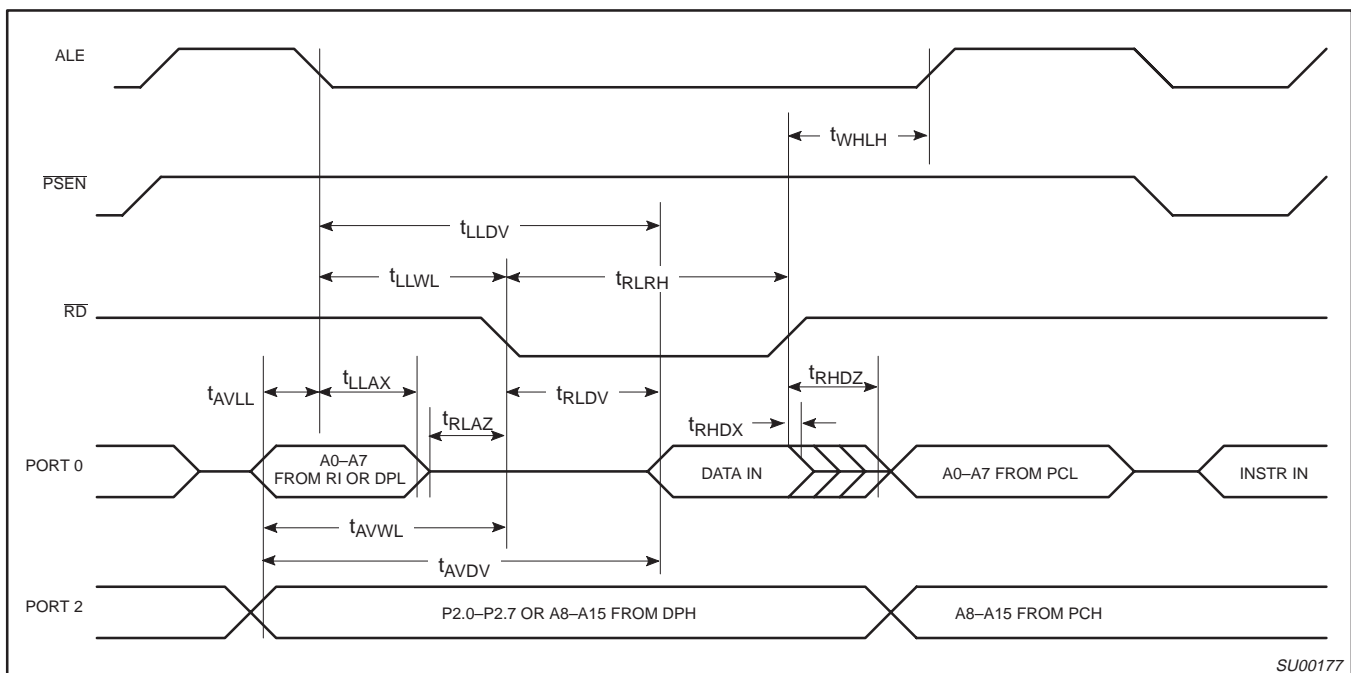 ALE
tWHLH
PSEN
tLLDV
tLLWL
tRLRH
RD
tAVLL
tLLAX
tRLDV
tRHDZ
tRLAZ
tRHDX
PORT 0
A0–A7
FROM RI OR DPL
DATA IN
A0–A7 FROM PCL
INSTR IN
tAVWL
tAVDV
PORT 2
P2.0–P2.7 OR A8–A15 FROM DPH
A8–A15 FROM PCH
SU00177